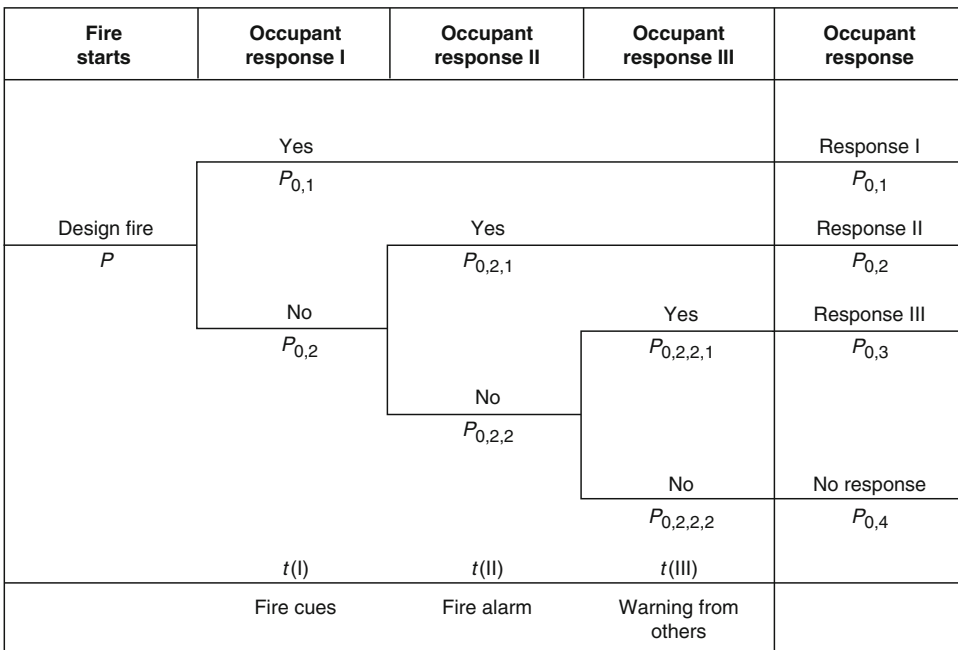 Fire starts
Occupant response I
Occupant response II
Occupant response III
Occupant response
Yes
Response I
P0,1
P0,1
Design fire
Yes
Response II
P
P0,2,1
P0,2
No
Yes
Response III
P0,2
P0,2,2,1
P0,3
No
P0,2,2
No
No response
P0,2,2,2
P0,4
t(I)
t(II)
t(III)
Fire cues
Fire alarm
Warning from others